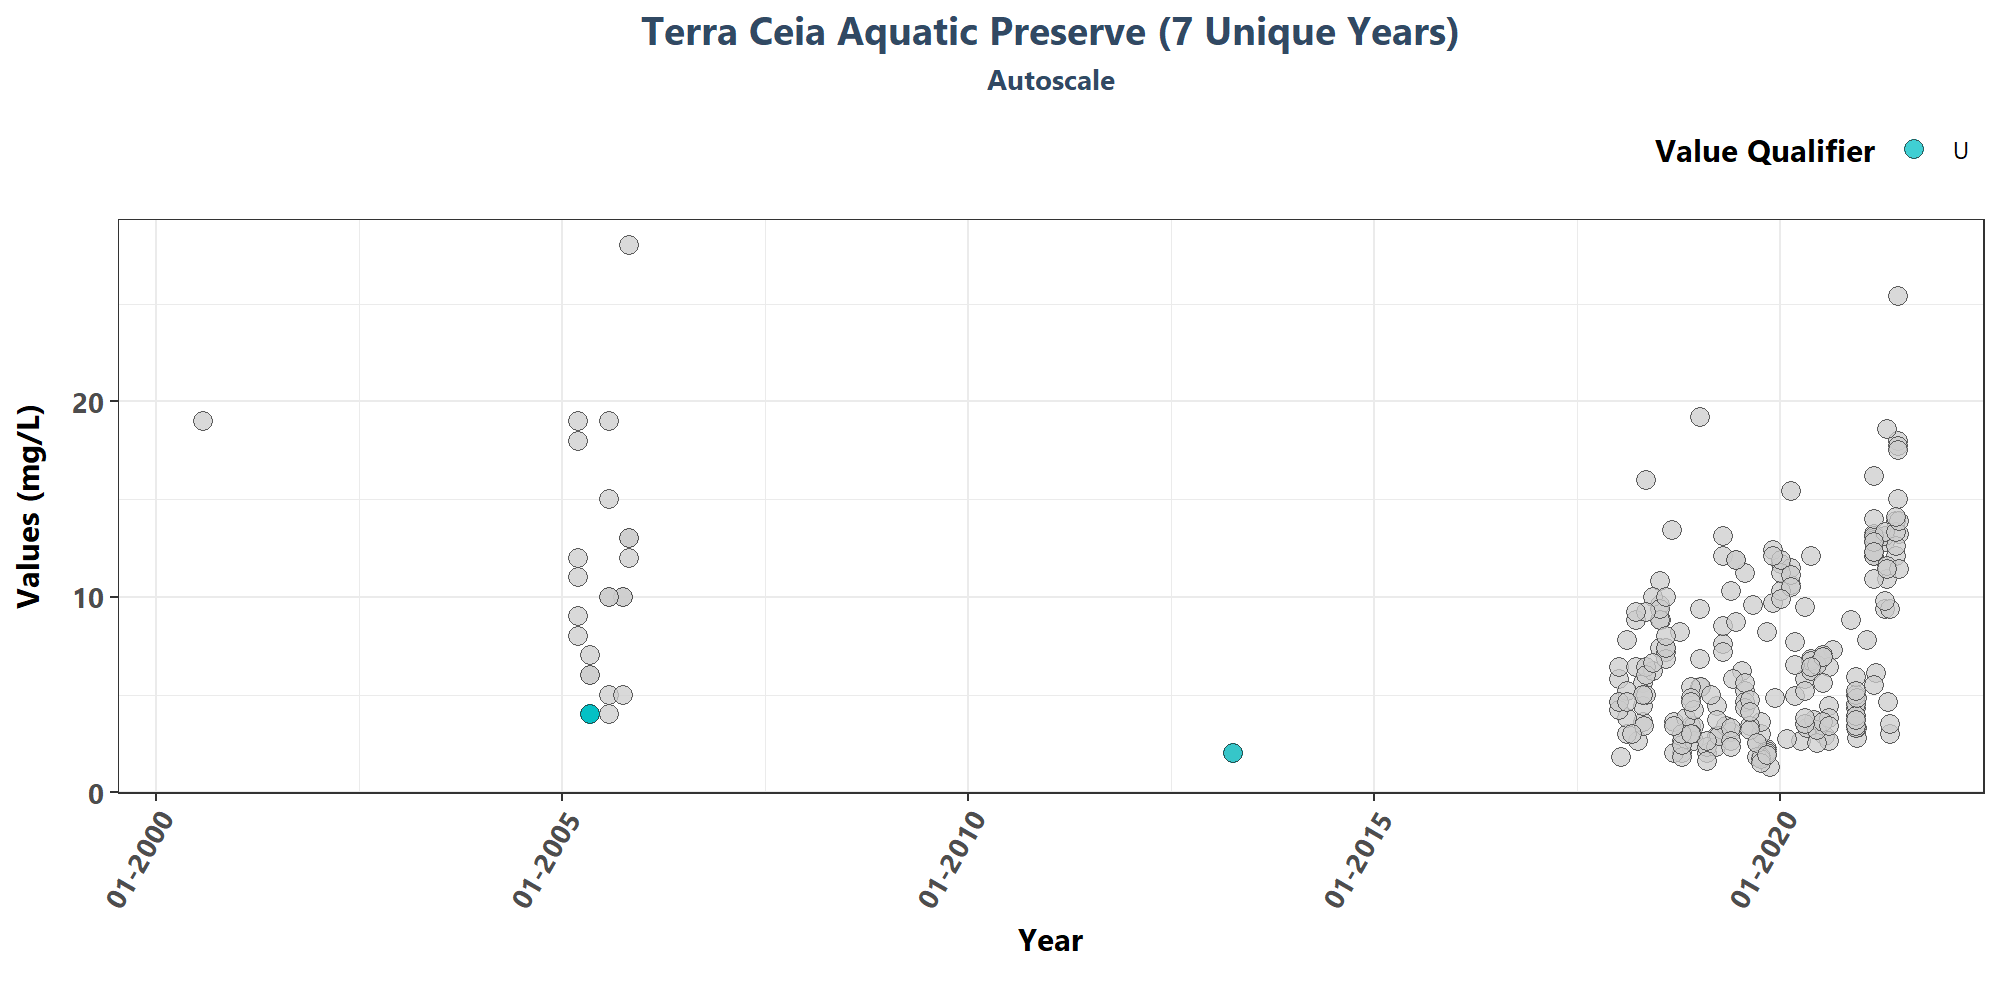 Terra Ceia Aquatic Preserve (7 Unique Years)
Autoscale
Value Qualifier U
Values (mg/L)
20
10
0
01-2000 01-2005 01-2010 01-2015 01-2020
Year